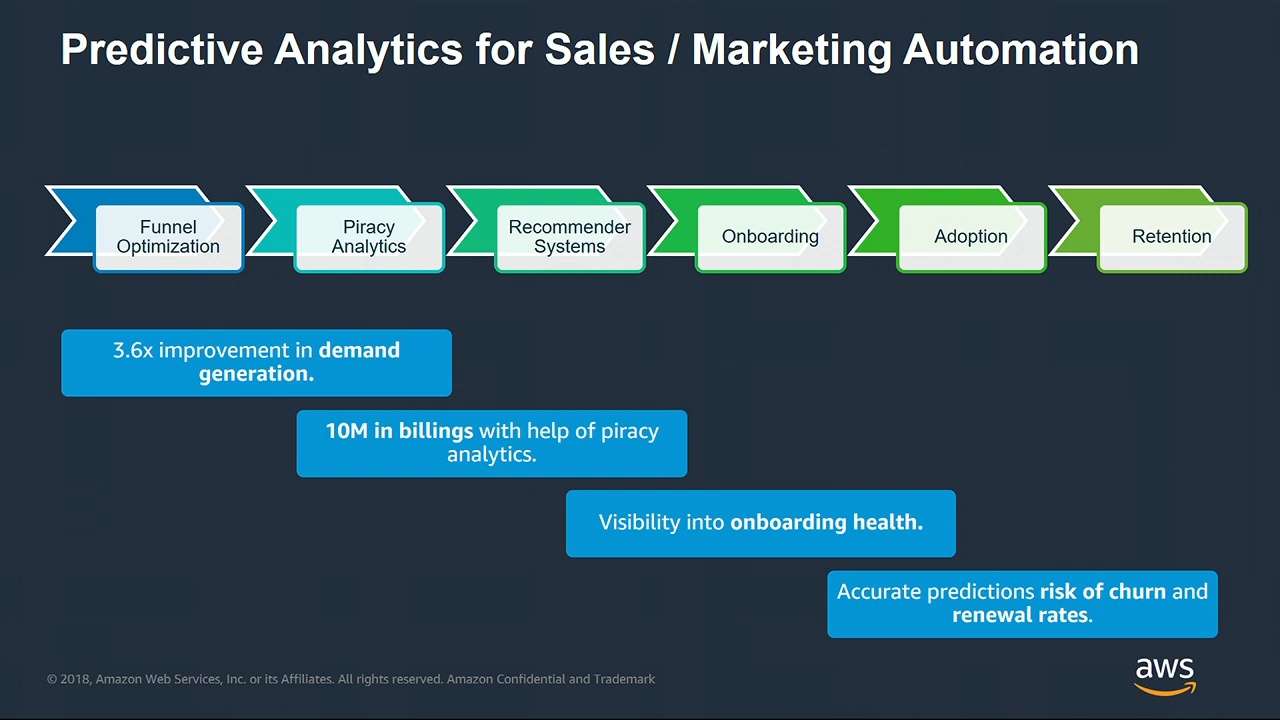 Predictive Analytics for Sales / Marketing Automation
Funnel
Optimization
Piracy
Analytics
Recommender
Systems
Onboarding
Adoption
Retention
3.6x improvement in demand
generation.
10M in billings with help of piracy
analytics.
Visibility into onboarding health.
Accurate predictions risk of churn and
renewal rates.
© 2018, Amazon Web Services, Inc. or its Affiliates. All rights reserved. Amazon Confidential and Trademark
aws